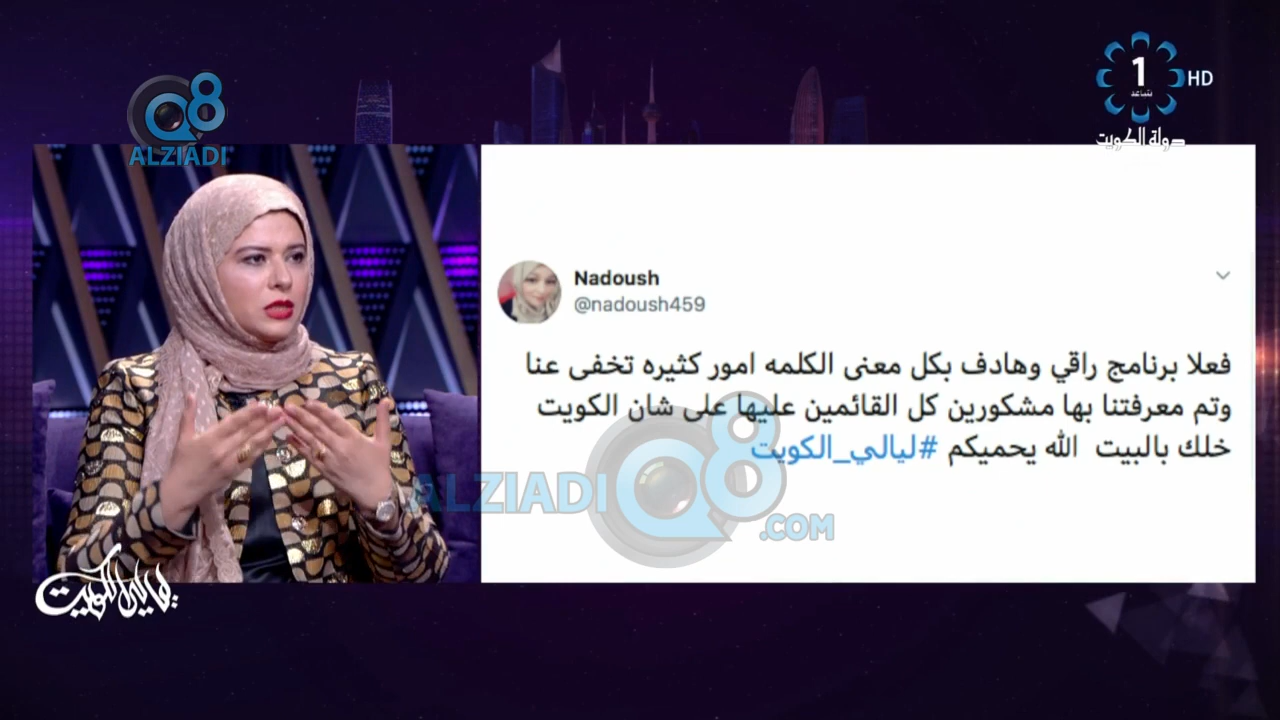 Q8
ALZIADI
1
نتباعد
HD
دولة الكويت
Nadoush
@nadoush459
فعلا برنامج راقي وهادف بكل معنى الكلمه امور كثيره تخفى عنا
وتم معرفتنا بها مشكورين كل القائمين عليها على شان الكويت
خلك بالبيت الله يحميكم #ليالي_الكويت
ALZIADI Q8 .COM
ليالي الكويت